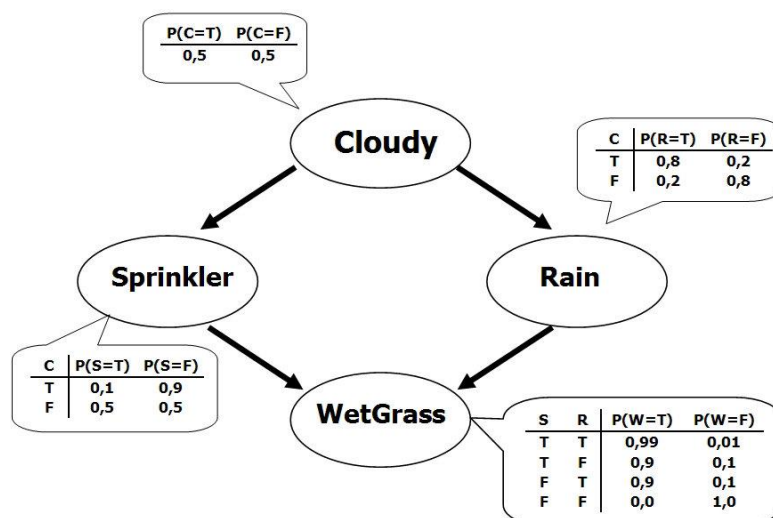 P(C=T) P(C=F)
0,5 0,5
Cloudy
C P(R=T) P(R=F)
T 0,8 0,2
F 0,2 0,8
Sprinkler
Rain
C P(S=T) P(S=F)
T 0,1 0,9
F 0,5 0,5
WetGrass
S R P(W=T) P(W=F)
T T 0,99 0,01
T F 0,9 0,1
F T 0,9 0,1
F F 0,0 1,0